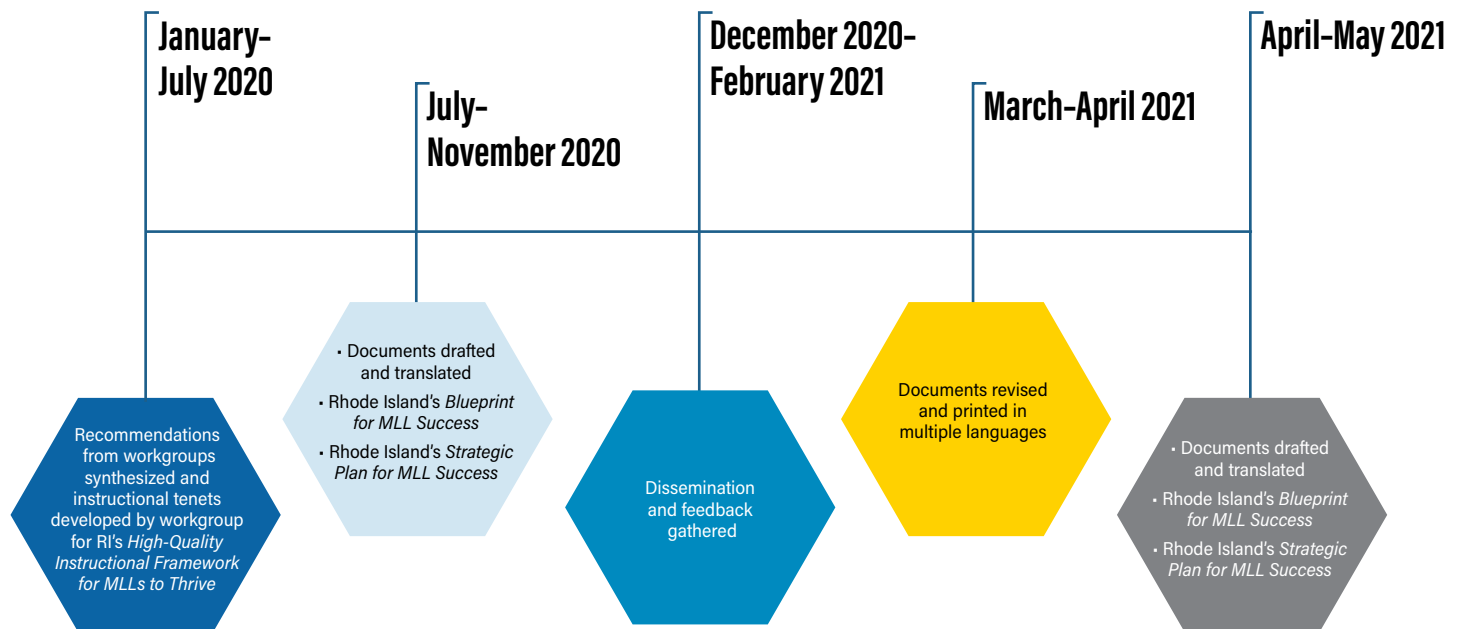 January–
July 2020
July–
November 2020
December 2020–
February 2021
March–April 2021
April–May 2021
Recommendations
from workgroups
synthesized and
instructional tenets
developed by workgroup
for RI's High-Quality
Instructional Framework
for MLLs to Thrive
• Documents drafted
and translated
• Rhode Island's Blueprint
for MLL Success
• Rhode Island's Strategic
Plan for MLL Success
Dissemination
and feedback
gathered
Documents revised
and printed in
multiple languages
• Documents drafted
and translated
• Rhode Island's Blueprint
for MLL Success
• Rhode Island's Strategic
Plan for MLL Success